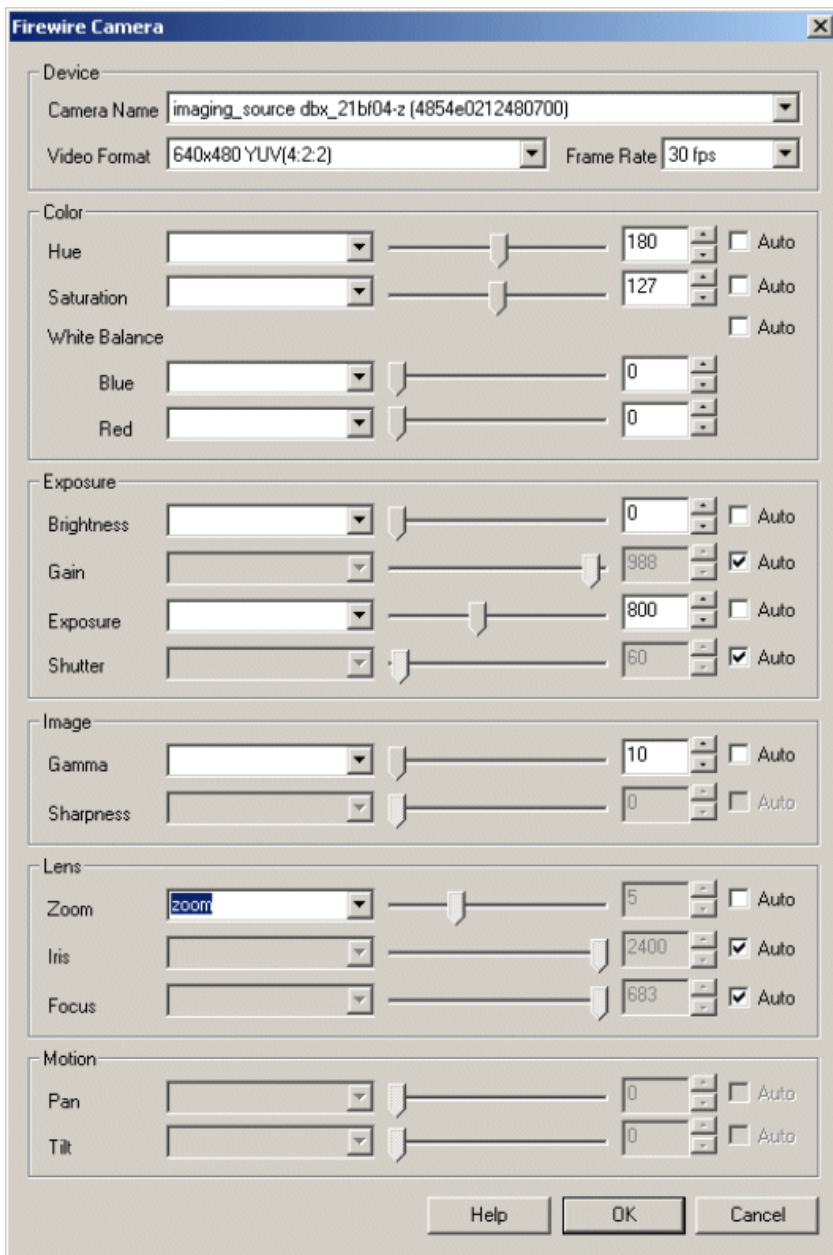 Firewire Camera
Device
Camera Name imaging_source dbx_21bf04-z (4854e0212480700)
Video Format 640x480 YUV(4:2:2) Frame Rate 30 fps
Color
Hue 180 Auto
Saturation 127 Auto
White Balance Auto
Blue 0
Red 0
Exposure
Brightness 0 Auto
Gain 988 Auto
Exposure 800 Auto
Shutter 60 Auto
Image
Gamma 10 Auto
Sharpness 0 Auto
Lens
Zoom zoom 5 Auto
Iris 2400 Auto
Focus 683 Auto
Motion
Pan 0 Auto
Tilt 0 Auto
Help OK Cancel